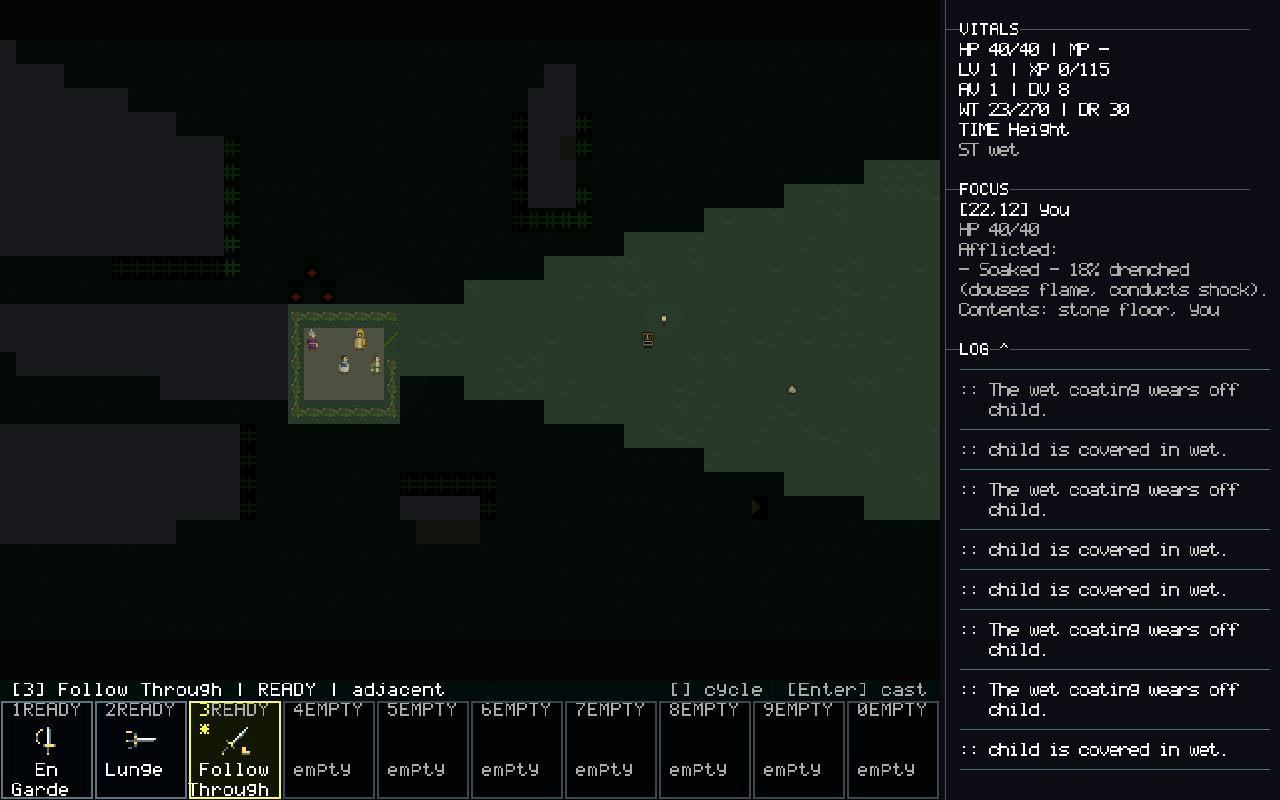 VITALS
HP 40/40 | MP -
LV 1 | XP 0/115
AV 1 | DV 8
WT 23/270 | DR 30
TIME Height
ST wet
FOCUS
[22,12] You
HP 40/40
Afflicted:
- Soaked - 18% drenched
(douses flame, conducts shock).
Contents: stone floor, You
LOG ^
:: The wet coating wears off
child.
:: child is covered in wet.
:: The wet coating wears off
child.
:: child is covered in wet.
:: child is covered in wet.
:: The wet coating wears off
child.
:: The wet coating wears off
child.
:: child is covered in wet.
[3] Follow Through | READY | adjacent
[] cycle [Enter] cast
1READY 2READY 3READY 4EMPTY 5EMPTY 6EMPTY 7EMPTY 8EMPTY 9EMPTY 0EMPTY
En Garde
Lunge
Follow Through
empty empty empty empty empty empty empty